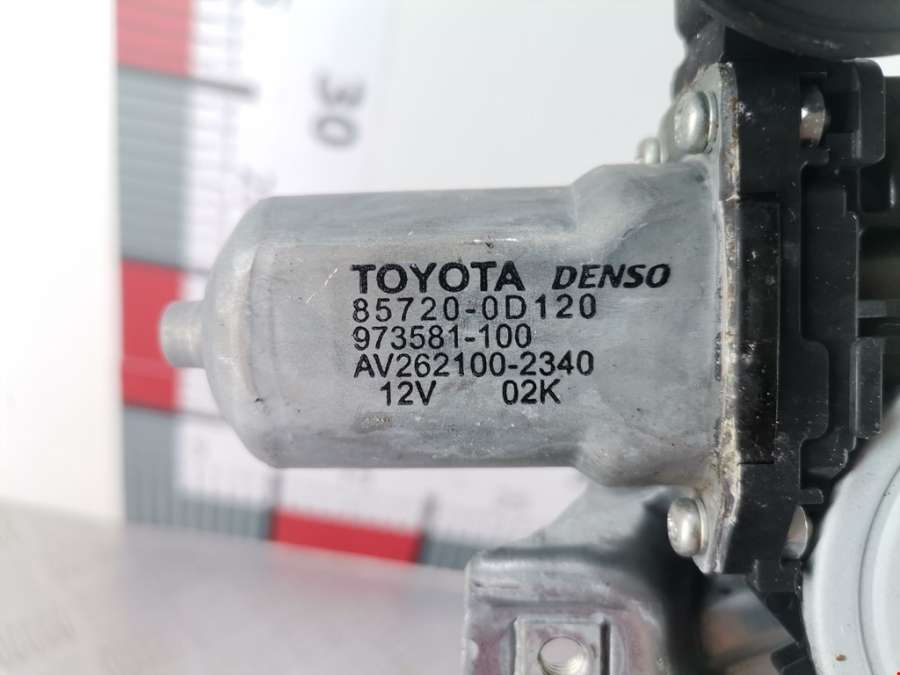 30
TOYOTA DENSO
85720-0D120
973581-100
AV262100-2340
12V 02K